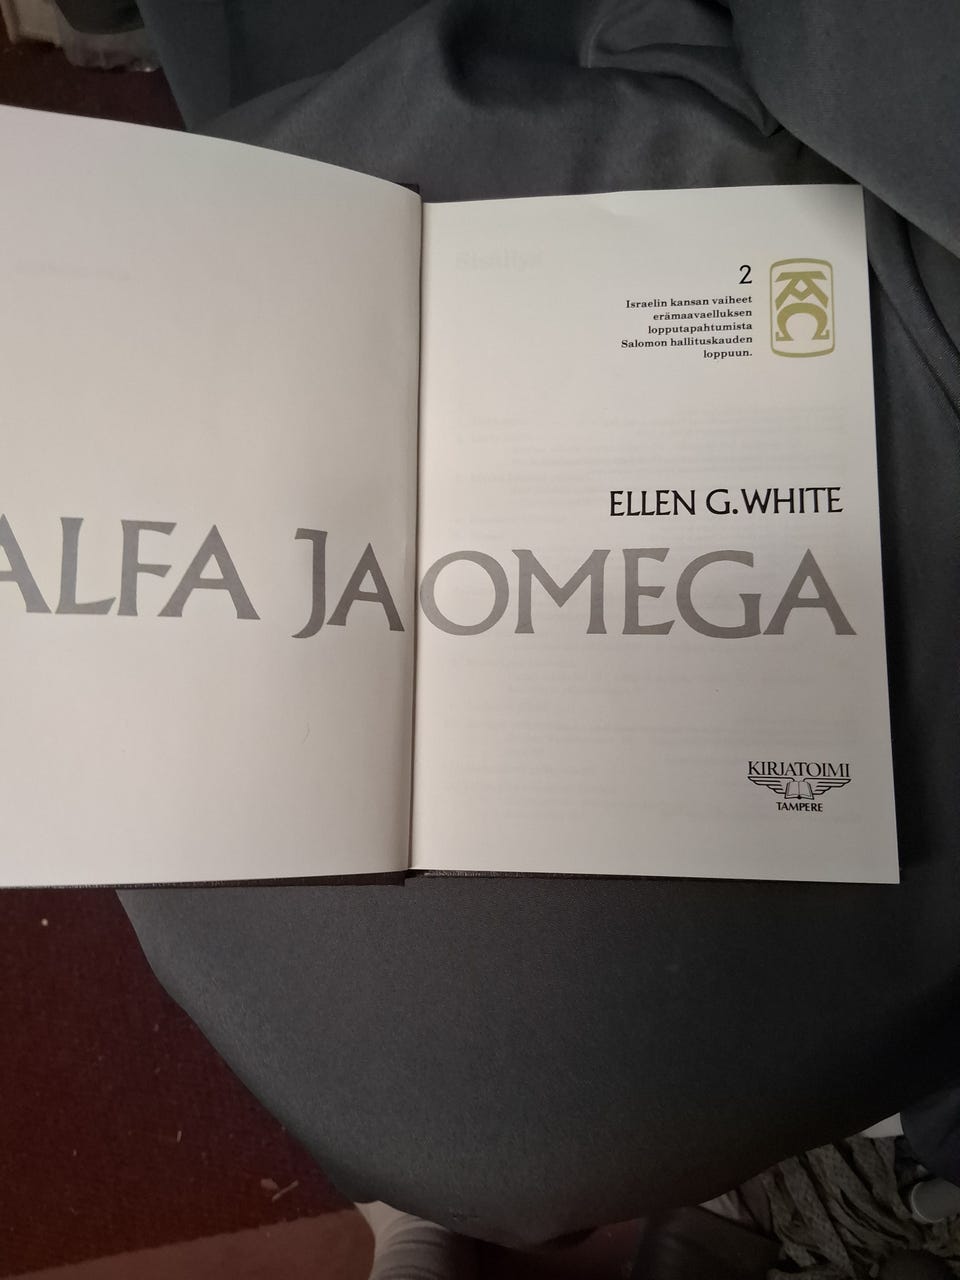 2
Israelin kansan vaiheet
erämaavaelluksen
lopputapahtumista
Salomon hallituskauden
loppuun.
ELLEN G. WHITE
ALFA JA OMEGA
KIRJATOIMI
TAMPERE